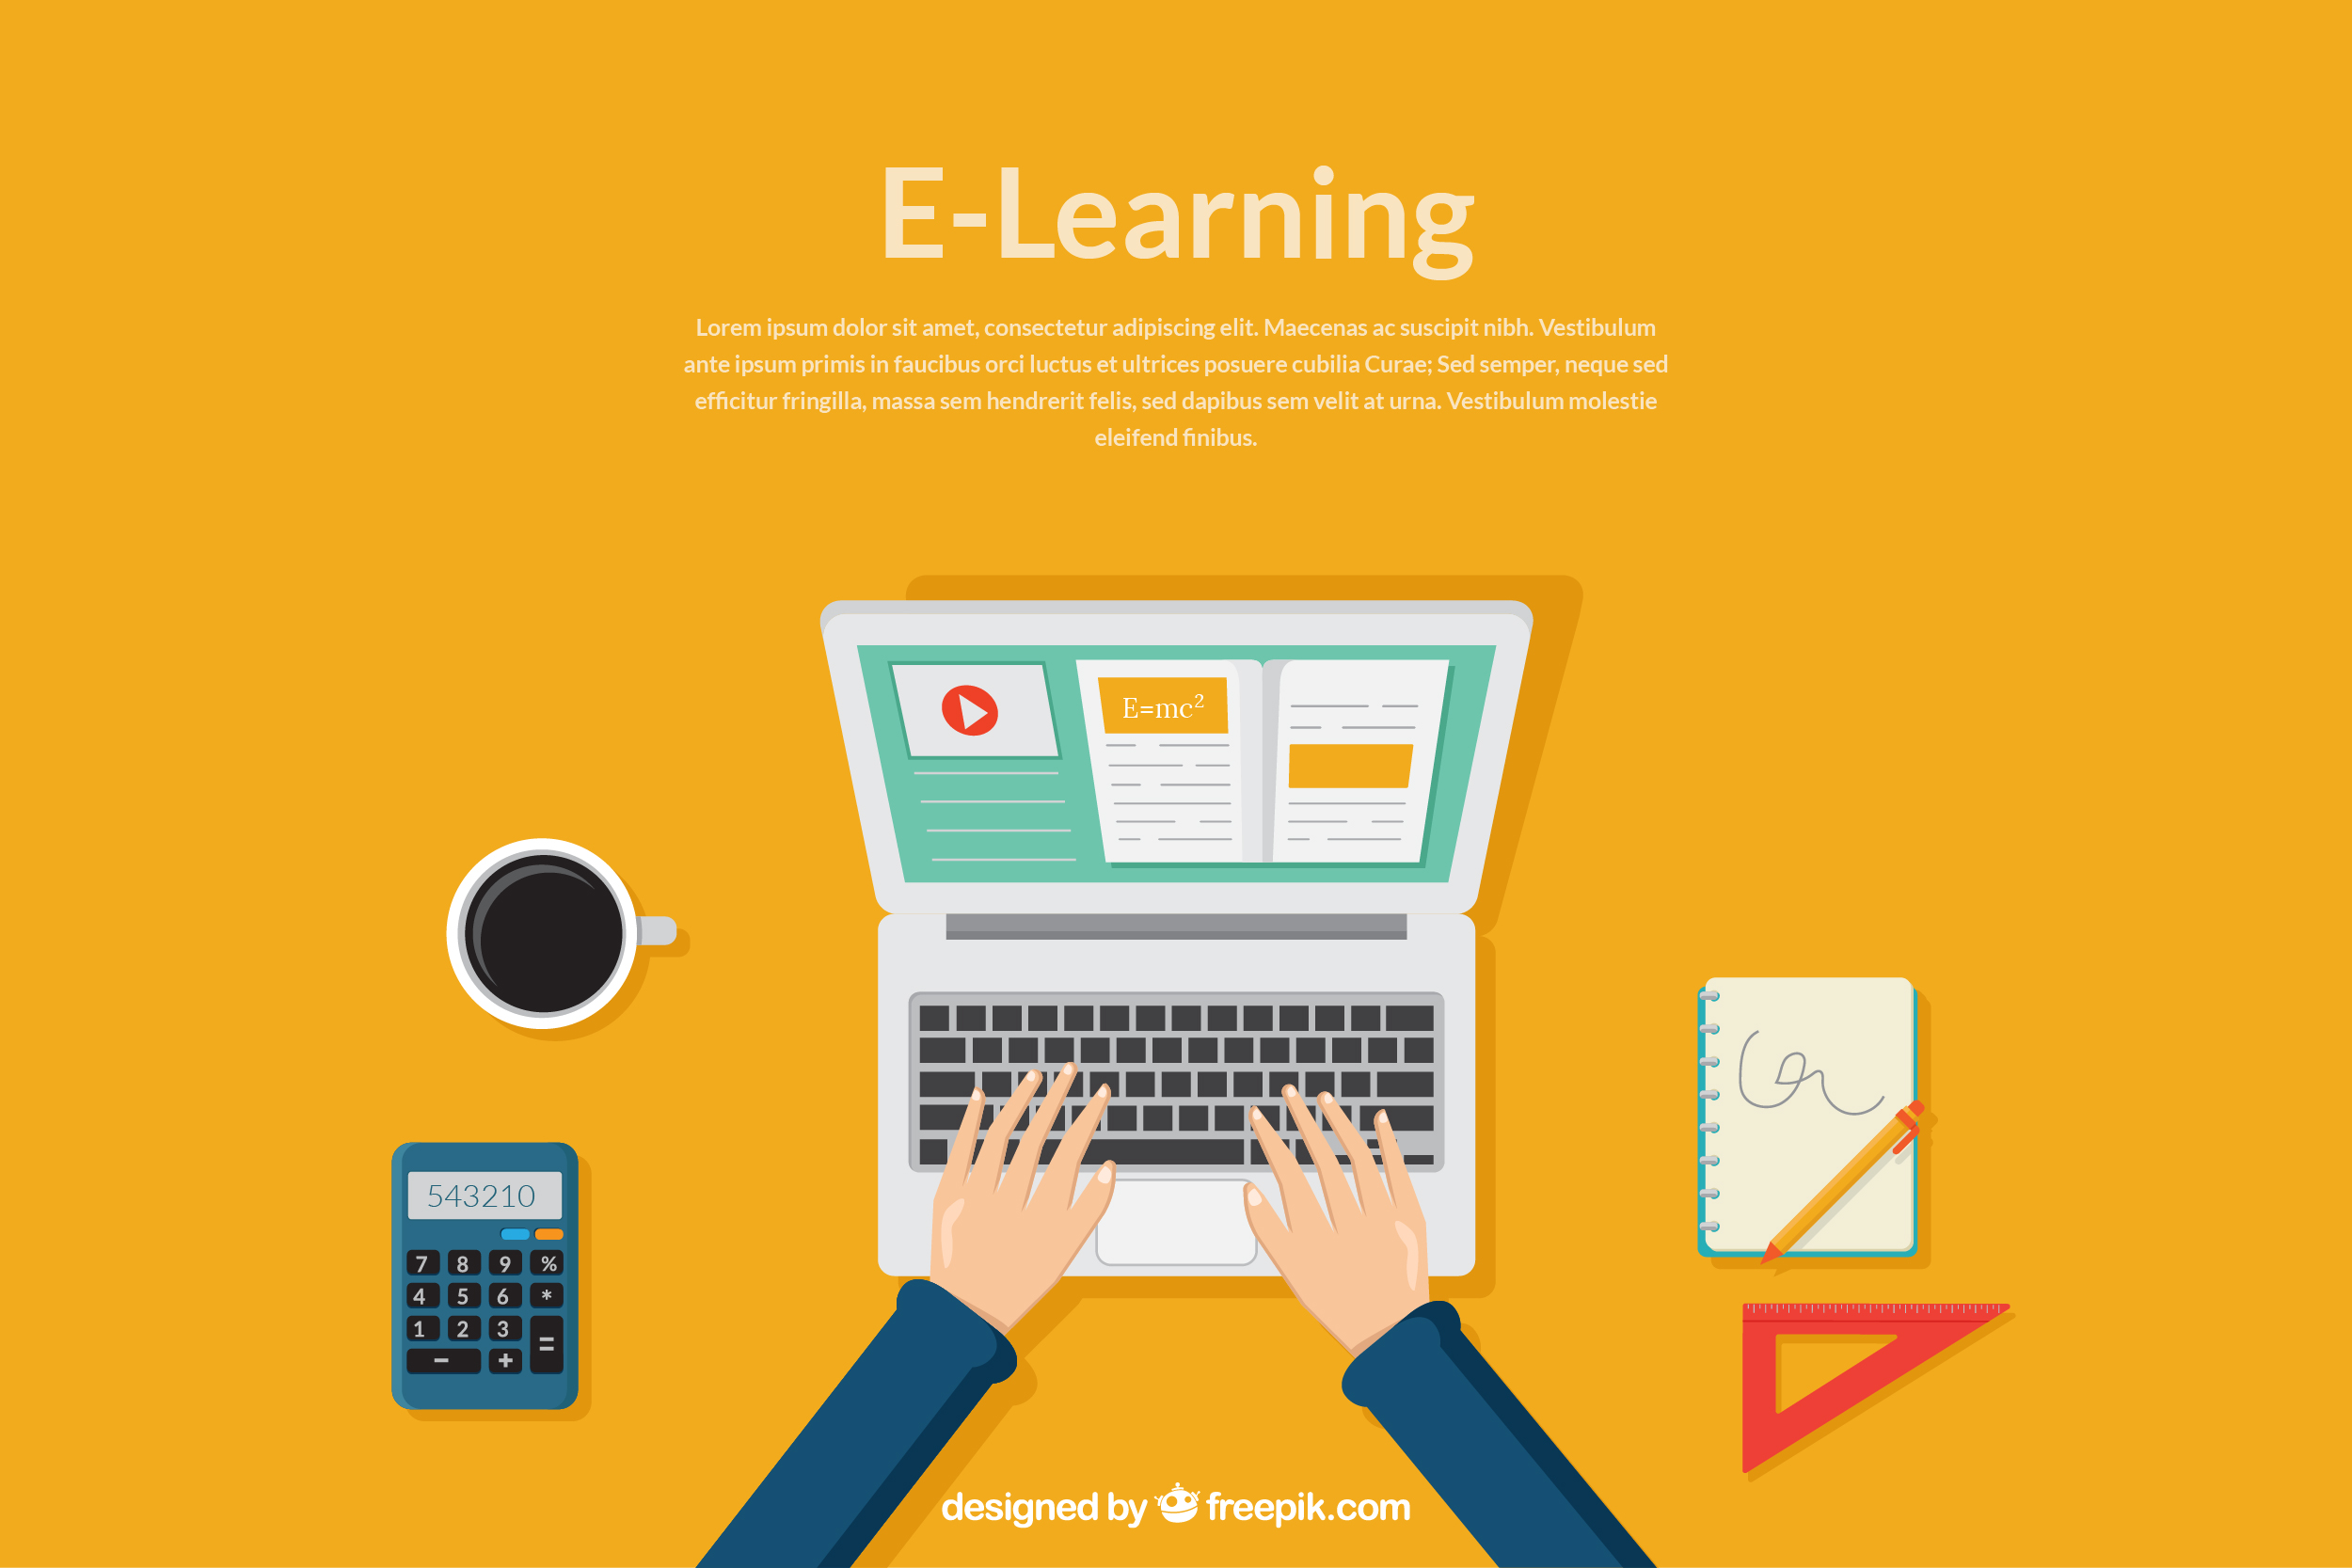 E-Learning
Lorem ipsum dolor sit amet, consectetur adipiscing elit. Maecenas ac suscipit nibh. Vestibulum
ante ipsum primis in faucibus orci luctus et ultrices posuere cubilia Curae; Sed semper, neque sed
efficitur fringilla, massa sem hendrerit felis, sed dapibus sem velit at urna. Vestibulum molestie
eleifend finibus.
E=mc²
543210
7 8 9 %
4 5 6 *
1 2 3 =
− +
designed by freepik.com